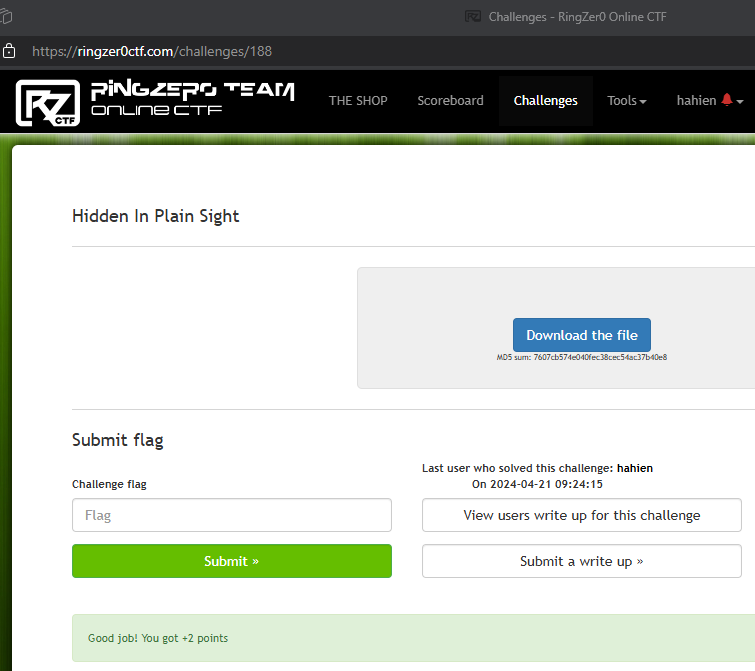 Challenges - RingZer0 Online CTF
https://ringzer0ctf.com/challenges/188
RZ CTF
RiNGZER0 TEAM
ONLINE CTF
THE SHOP
Scoreboard
Challenges
Tools
hahien
Hidden In Plain Sight
Download the file
MD5 sum: 7607cb574e040fec38cec54ac37b40e8
Submit flag
Last user who solved this challenge: hahien
On 2024-04-21 09:24:15
Challenge flag
Flag
View users write up for this challenge
Submit »
Submit a write up »
Good job! You got +2 points